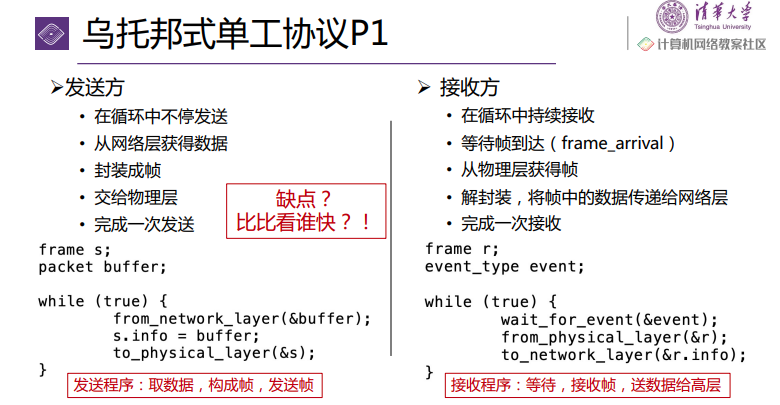 乌托邦式单工协议P1
清华大学
Tsinghua University
计算机网络教案社区
➢发送方
• 在循环中不停发送
• 从网络层获得数据
• 封装成帧
• 交给物理层
• 完成一次发送
缺点？
比比看谁快？！
frame s;
packet buffer;
while (true) {
from_network_layer(&buffer);
s.info = buffer;
to_physical_layer(&s);
}
发送程序：取数据，构成帧，发送帧
➢ 接收方
• 在循环中持续接收
• 等待帧到达（frame_arrival）
• 从物理层获得帧
• 解封装，将帧中的数据传递给网络层
• 完成一次接收
frame r;
event_type event;
while (true) {
wait_for_event(&event);
from_physical_layer(&r);
to_network_layer(&r.info);
}
接收程序：等待，接收帧，送数据给高层